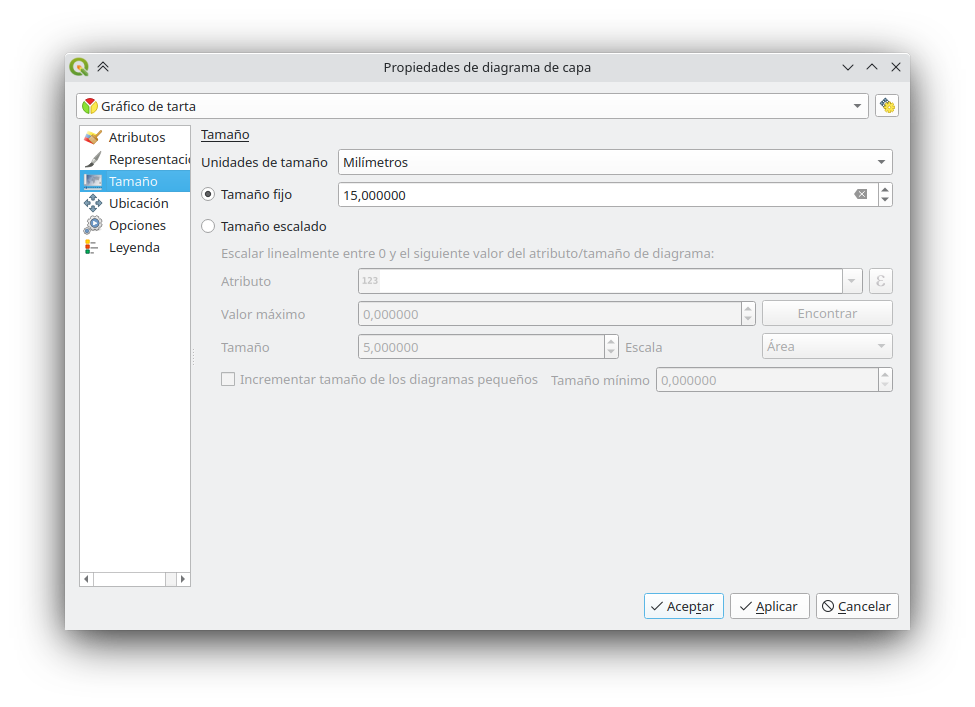 Propiedades de diagrama de capa
Gráfico de tarta
Atributos
Representació
Tamaño
Ubicación
Opciones
Leyenda
Tamaño
Unidades de tamaño Milímetros
Tamaño fijo 15,000000
Tamaño escalado
Escalar linealmente entre 0 y el siguiente valor del atributo/tamaño de diagrama:
Atributo 123 ε
Valor máximo 0,000000 Encontrar
Tamaño 5,000000 Escala Área
Incrementar tamaño de los diagramas pequeños Tamaño mínimo 0,000000
Aceptar Aplicar Cancelar